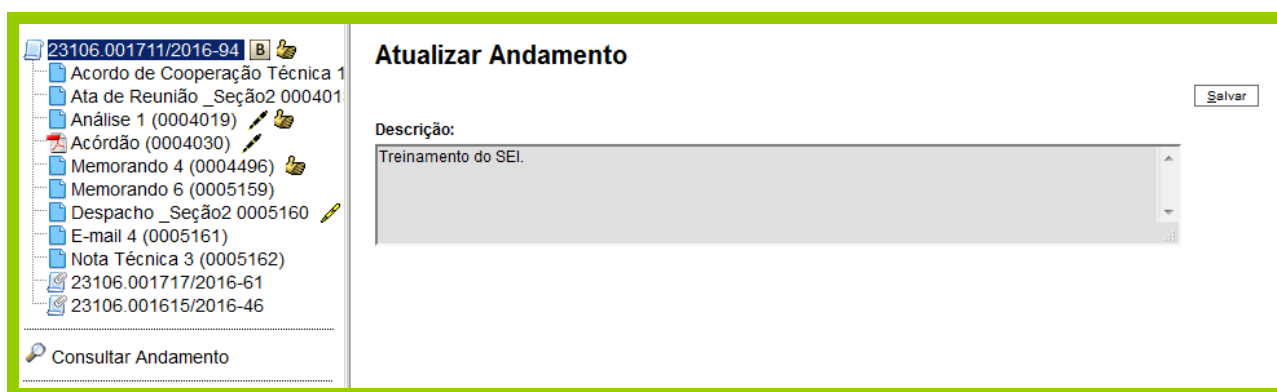 23106.001711/2016-94 B
Acordo de Cooperação Técnica 1
Ata de Reunião _Seção2 000401
Análise 1 (0004019)
Acórdão (0004030)
Memorando 4 (0004496)
Memorando 6 (0005159)
Despacho _Seção2 0005160
E-mail 4 (0005161)
Nota Técnica 3 (0005162)
23106.001717/2016-61
23106.001615/2016-46
Consultar Andamento
Atualizar Andamento
Salvar
Descrição:
Treinamento do SEI.